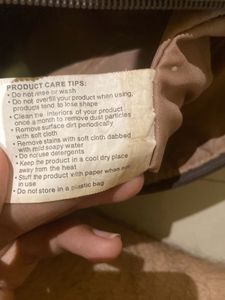 PRODUCT CARE TIPS:
• Do not rinse or wash
• Do not overfill your product when using,
products tend to lose shape
• Clean the interiors of your product
once a month to remove dust particles
• Remove surface dirt periodically
with soft cloth
• Remove stains with soft cloth dabbed
with mild soapy water
• Do not use detergents
• Keep the product in a cool dry place
away from the heat
• Stuff the product with paper when not
in use
• Do not store in a plastic bag